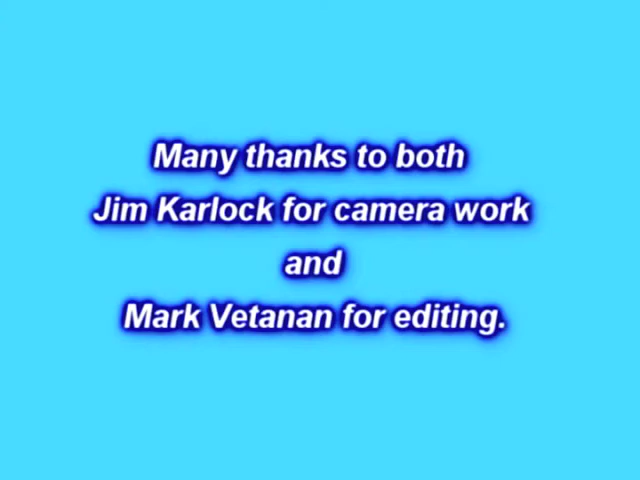 Many thanks to both
Jim Karlock for camera work
and
Mark Vetanan for editing.